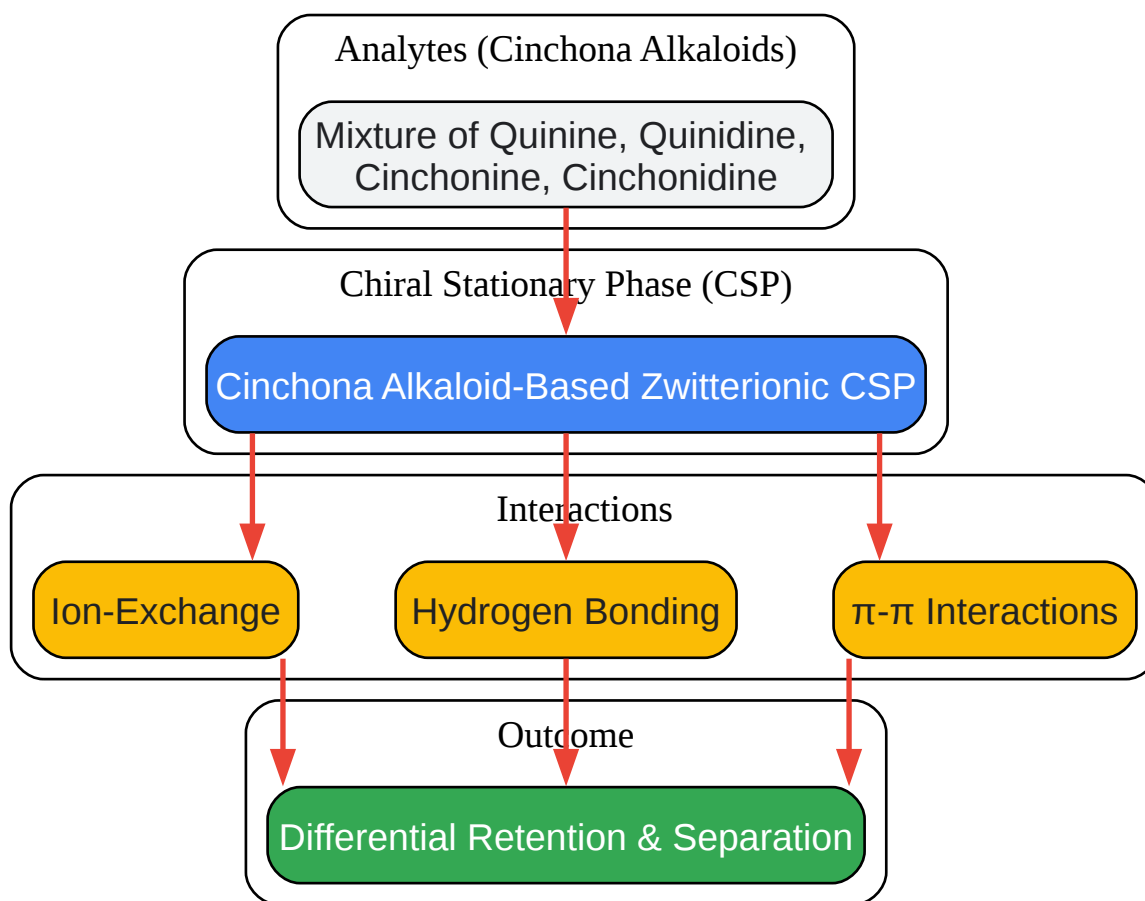 Analytes (Cinchona Alkaloids)
Mixture of Quinine, Quinidine,
Cinchonine, Cinchonidine
Chiral Stationary Phase (CSP)
Cinchona Alkaloid-Based Zwitterionic CSP
Interactions
Ion-Exchange
Hydrogen Bonding
π-π Interactions
Outcome
Differential Retention & Separation